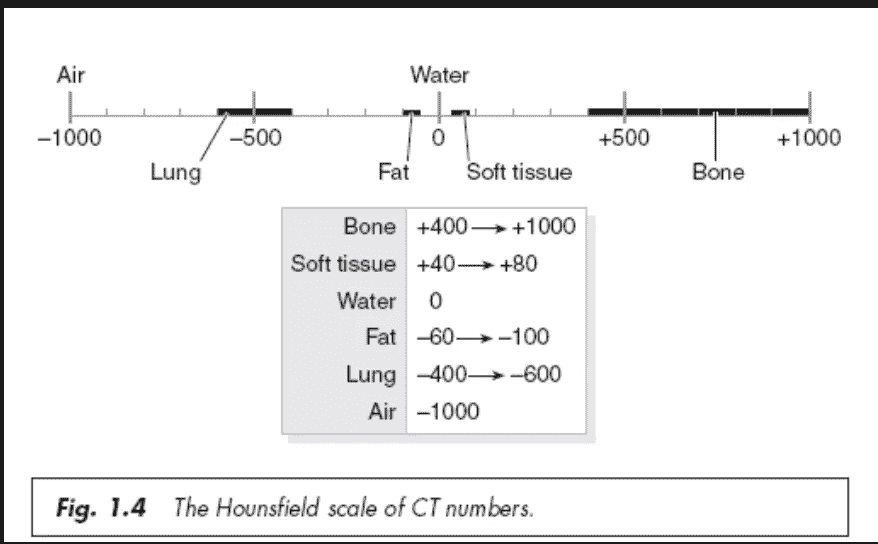 Air Water
–1000 –500 0 +500 +1000
Lung Fat Soft tissue Bone
Bone +400 → +1000
Soft tissue +40 → +80
Water 0
Fat –60 → –100
Lung –400 → –600
Air –1000
Fig. 1.4 The Hounsfield scale of CT numbers.